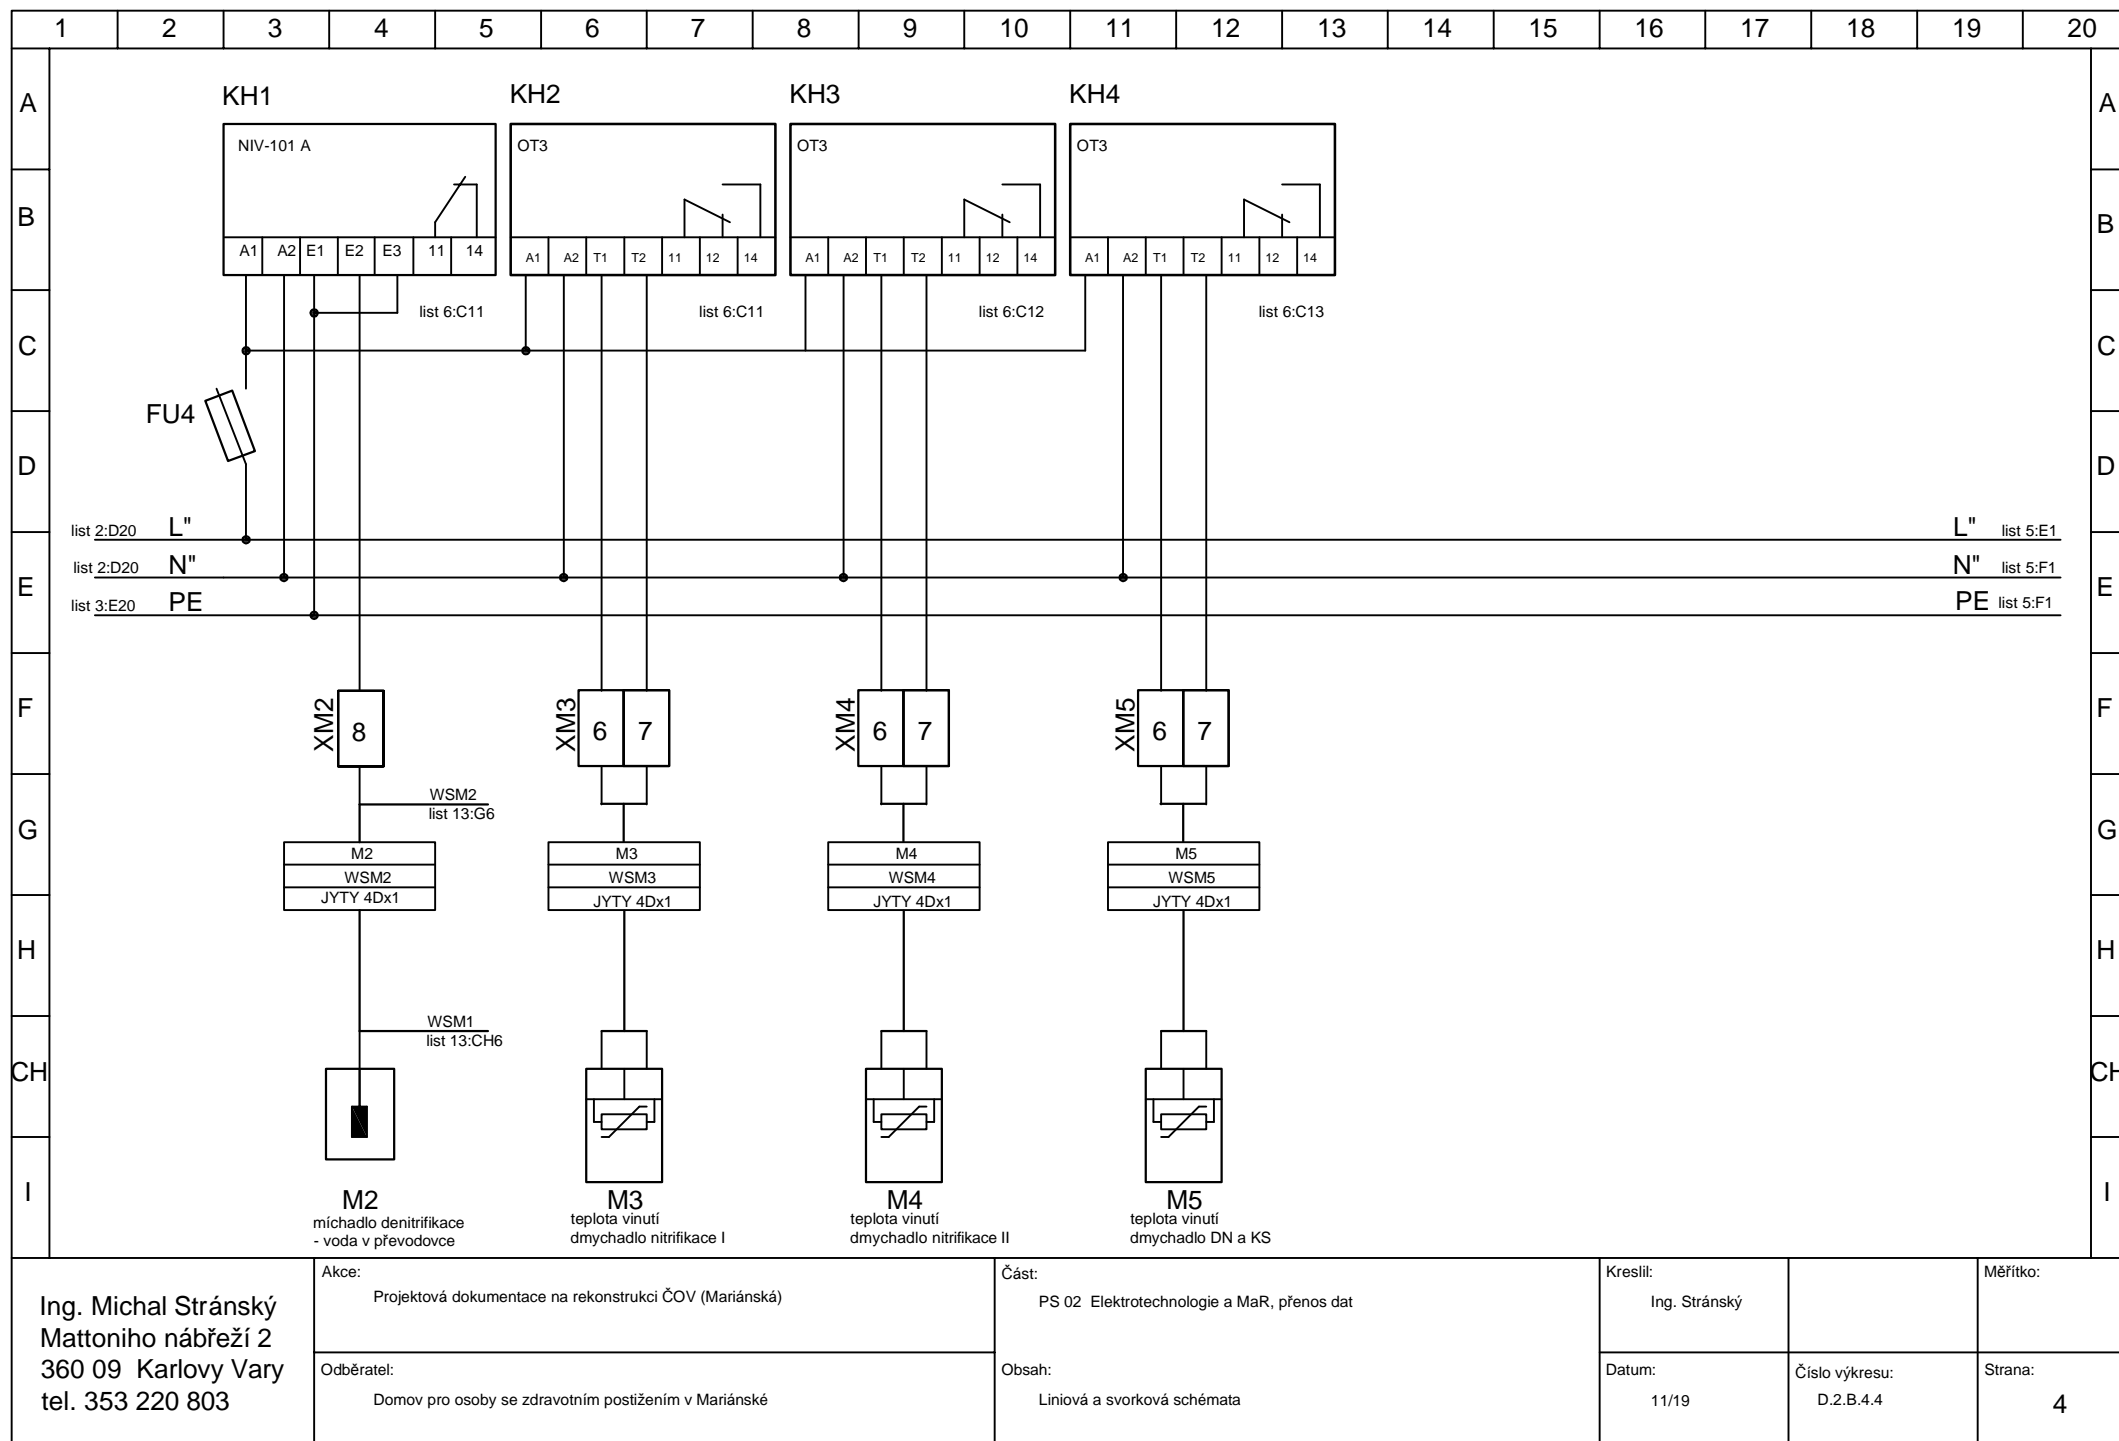 1 2 3 4 5 6 7 8 9 10 11 12 13 14 15 16 17 18 19 20
A A
B B
C C
D D
E E
F F
G G
H H
CH CH
I I
KH1 KH2 KH3 KH4
NIV-101 A OT3 OT3 OT3
A1 A2 E1 E2 E3 11 14
A1 A2 T1 T2 11 12 14
A1 A2 T1 T2 11 12 14
A1 A2 T1 T2 11 12 14
list 6:C11 list 6:C11 list 6:C12 list 6:C13
FU4
list 2:D20 L" L" list 5:E1
list 2:D20 N" N" list 5:F1
list 3:E20 PE PE list 5:F1
XM2 8 XM3 6 7 XM4 6 7 XM5 6 7
WSM2
list 13:G6
M2 M3 M4 M5
WSM2 WSM3 WSM4 WSM5
JYTY 4Dx1 JYTY 4Dx1 JYTY 4Dx1 JYTY 4Dx1
WSM1
list 13:CH6
M2
míchadlo denitrifikace
- voda v převodovce
M3
teplota vinutí
dmychadlo nitrifikace I
M4
teplota vinutí
dmychadlo nitrifikace II
M5
teplota vinutí
dmychadlo DN a KS
Ing. Michal Stránský
Mattoniho nábřeží 2
360 09 Karlovy Vary
tel. 353 220 803
Akce:
Projektová dokumentace na rekonstrukci ČOV (Mariánská)
Odběratel:
Domov pro osoby se zdravotním postižením v Mariánské
Část:
PS 02 Elektrotechnologie a MaR, přenos dat
Obsah:
Liniová a svorková schémata
Kreslil:
Ing. Stránský
Měřítko:
Datum:
11/19
Číslo výkresu:
D.2.B.4.4
Strana:
4